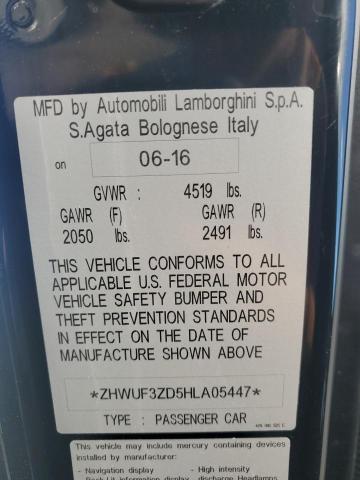 MFD by Automobili Lamborghini S.p.A.
S.Agata Bolognese Italy
on 06-16
GVWR : 4519 lbs.
GAWR (F) GAWR (R)
2050 lbs. 2491 lbs.
THIS VEHICLE CONFORMS TO ALL
APPLICABLE U.S. FEDERAL MOTOR
VEHICLE SAFETY BUMPER AND
THEFT PREVENTION STANDARDS
IN EFFECT ON THE DATE OF
MANUFACTURE SHOWN ABOVE
*ZHWUF3ZD5HLA05447*
TYPE : PASSENGER CAR
This vehicle may include mercury containing devices
installed by manufacturer:
- Navigation display - High intensity
discharge Headlamps